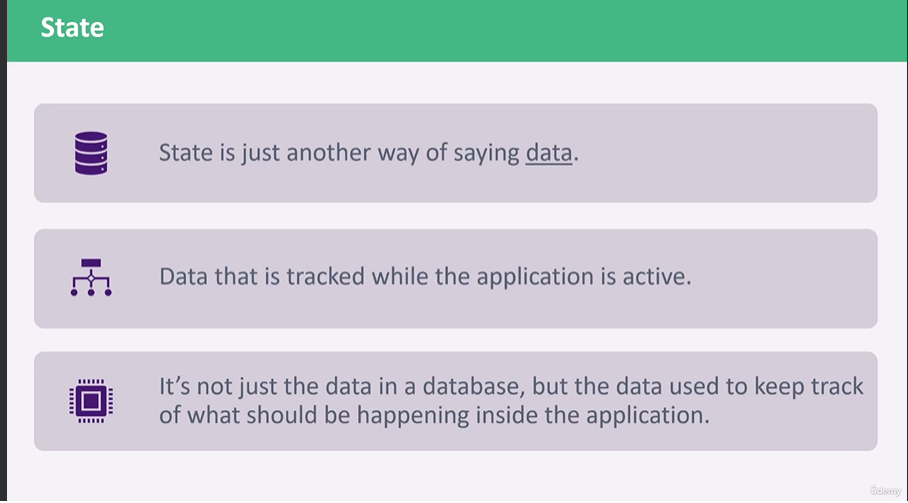 State
State is just another way of saying data.
Data that is tracked while the application is active.
It’s not just the data in a database, but the data used to keep track
of what should be happening inside the application.
ûdemy